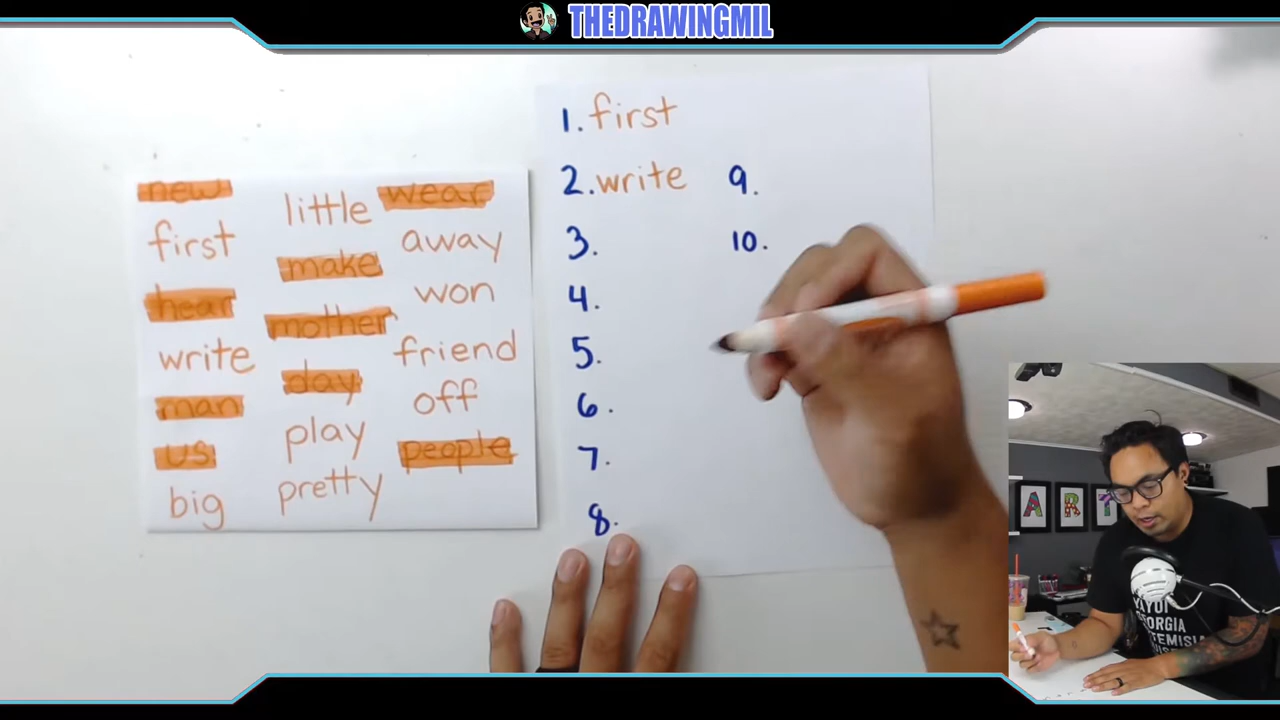 THEDRAWINGMIL
new
first
hear
write
man
us
big
little
make
mother
day
play
pretty
wear
away
won
friend
off
people
1. first
2. write
3.
4.
5.
6.
7.
8.
9.
10.
A R T